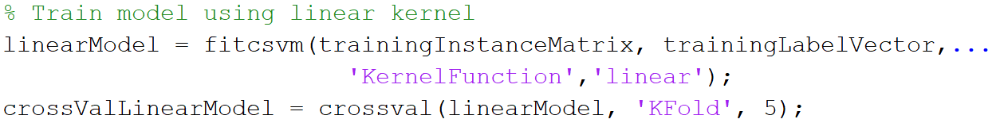 % Train model using linear kernel
linearModel = fitcsvm(trainingInstanceMatrix, trainingLabelVector,...
'KernelFunction','linear');
crossValLinearModel = crossval(linearModel, 'KFold', 5);